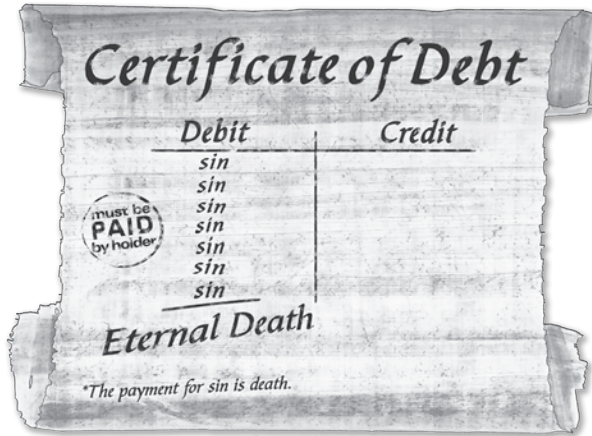 Certificate of Debt
Debit Credit
sin
sin
sin
sin
sin
sin
sin
must be
PAID
by holder
Eternal Death
*The payment for sin is death.